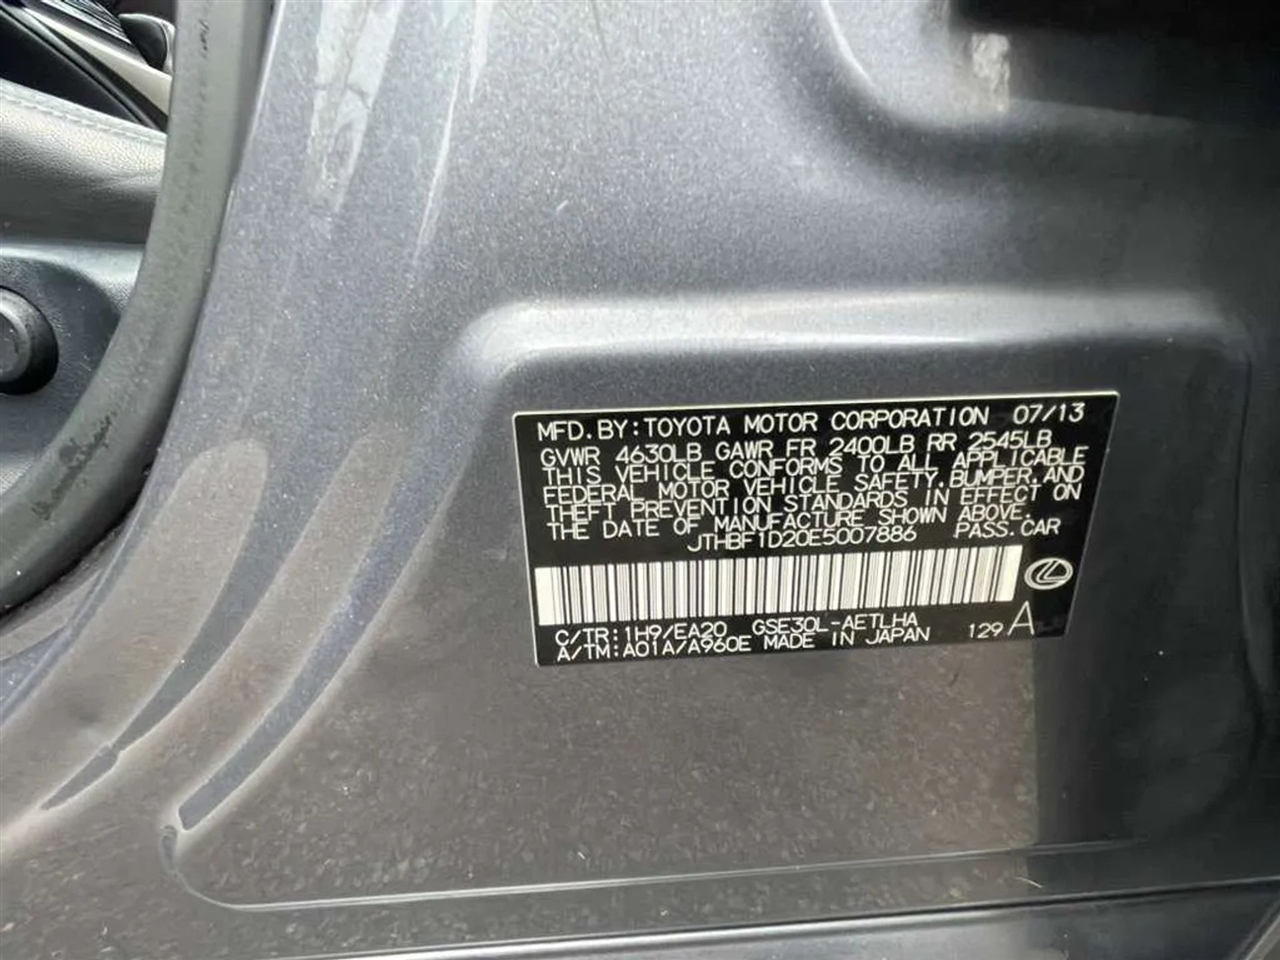 MFD.BY:TOYOTA MOTOR CORPORATION 07/13
GVWR 4630LB GAWR FR 2400LB RR 2545LB
THIS VEHICLE CONFORMS TO ALL APPLICABLE
FEDERAL MOTOR VEHICLE SAFETY,BUMPER,AND
THEFT PREVENTION STANDARDS IN EFFECT ON
THE DATE OF MANUFACTURE SHOWN ABOVE.
JTHBF1D20E5007886 PASS.CAR
C/TR:1H9/EA20 GSE30L-AETLHA
A/TM:A01A/A960E MADE IN JAPAN 129 A